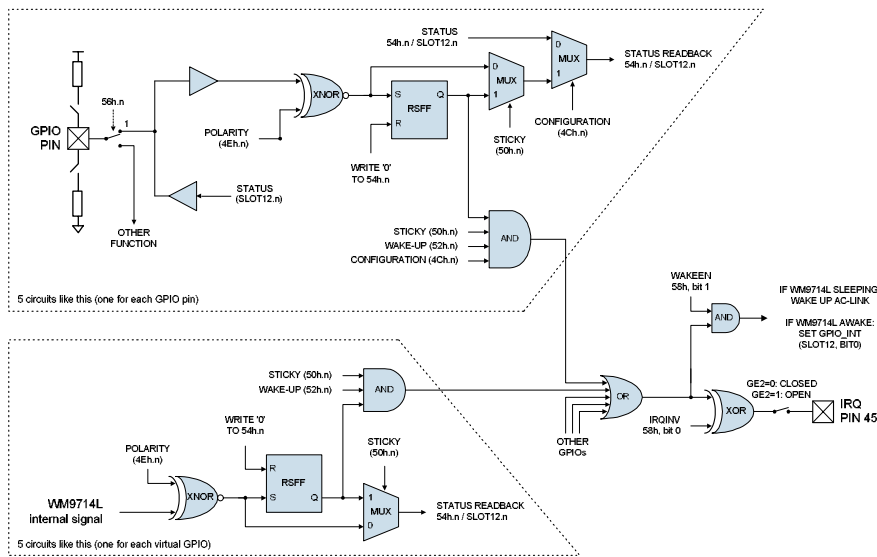 STATUS
54h.n / SLOT12.n
0
1
MUX
0
1
MUX
STATUS READBACK
54h.n / SLOT12.n
56h.n
1
GPIO
PIN
XNOR
S
Q
RSFF
R
POLARITY
(4Eh.n)
WRITE '0'
TO 54h.n
STICKY
(50h.n)
CONFIGURATION
(4Ch.n)
STATUS
(SLOT12.n)
OTHER
FUNCTION
STICKY (50h.n)
WAKE-UP (52h.n)
CONFIGURATION (4Ch.n)
AND
5 circuits like this (one for each GPIO pin)
WAKEEN
58h, bit 1
AND
IF WM9714L SLEEPING
WAKE UP AC-LINK
IF WM9714L AWAKE:
SET GPIO_INT
(SLOT12, BIT0)
STICKY (50h.n)
WAKE-UP (52h.n)
AND
OR
OTHER
GPIOs
IRQINV
58h, bit 0
XOR
GE2=0: CLOSED
GE2=1: OPEN
IRQ
PIN 45
WRITE '0'
TO 54h.n
STICKY
(50h.n)
POLARITY
(4Eh.n)
XNOR
WM9714L
internal signal
R
RSFF
S
Q
1
MUX
0
STATUS READBACK
54h.n / SLOT12.n
5 circuits like this (one for each virtual GPIO)